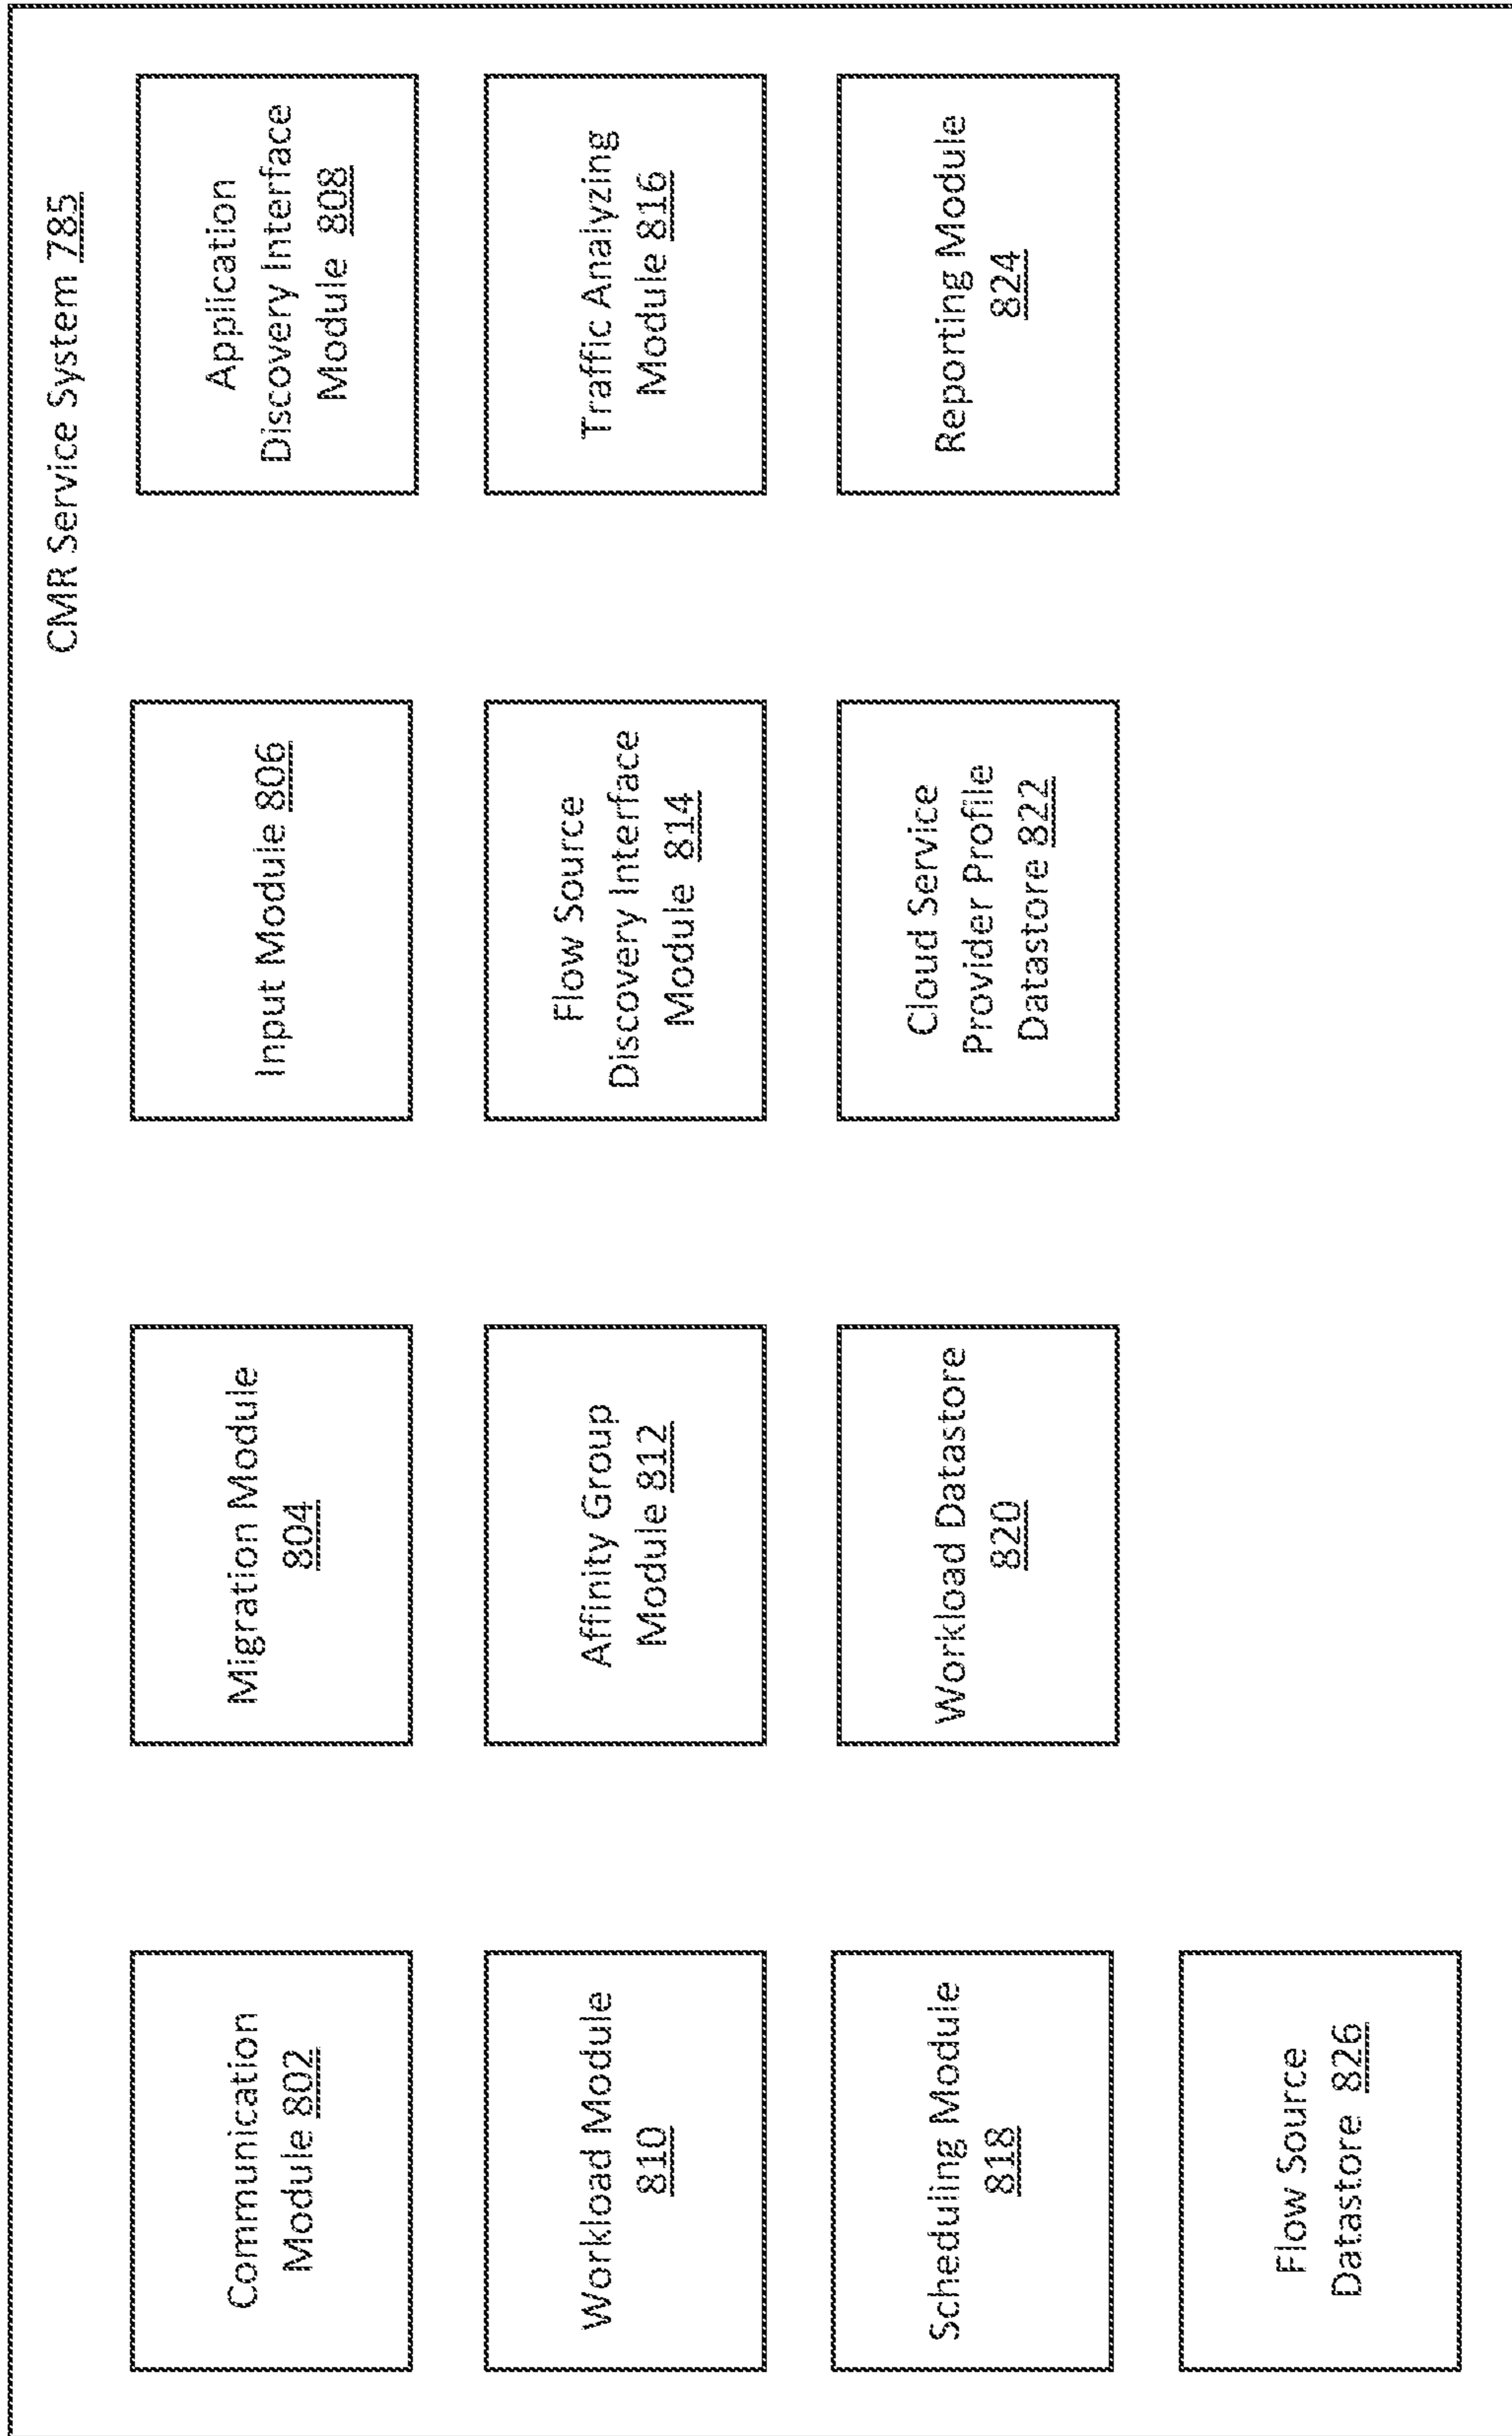 CMR Service System 785
Communication
Module 802
Migration Module
804
Input Module 806
Application
Discovery Interface
Module 808
Workload Module
810
Affinity Group
Module 812
Flow Source
Discovery Interface
Module 814
Traffic Analyzing
Module 816
Scheduling Module
818
Workload Datastore
820
Cloud Service
Provider Profile
Datastore 822
Reporting Module
824
Flow Source
Datastore 826